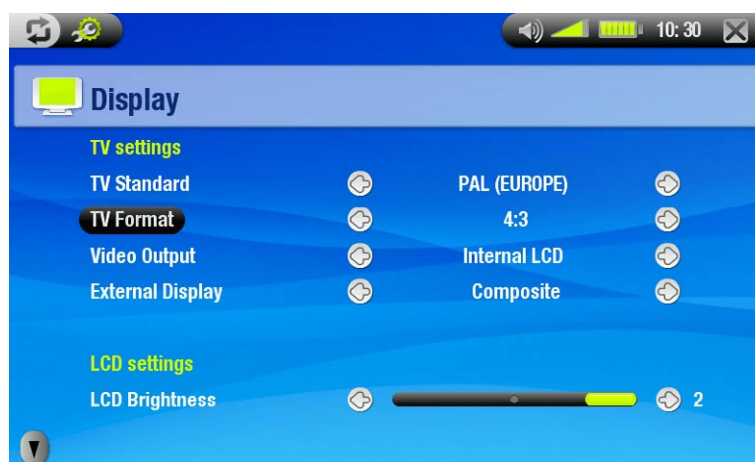 10:30
Display
TV settings
TV Standard PAL (EUROPE)
TV Format 4:3
Video Output Internal LCD
External Display Composite
LCD settings
LCD Brightness 2